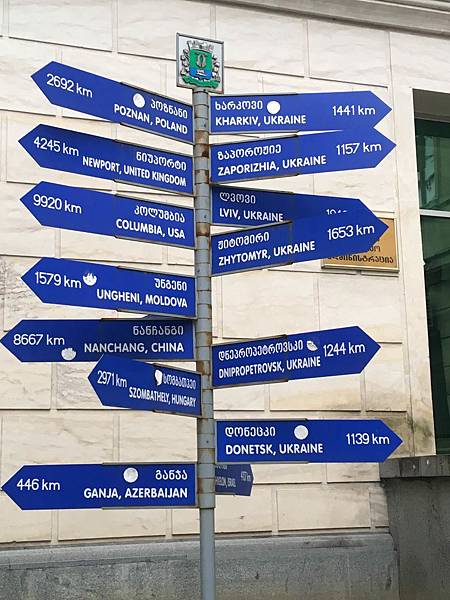 2692 km
პოზნანი
POZNAN, POLAND
ხარკოვი
KHARKIV, UKRAINE
1441 km
4245 km
ნიუპორტი
NEWPORT, UNITED KINGDOM
ზაპოროჟიე
ZAPORIZHIA, UKRAINE
1157 km
9920 km
კოლუმბია
COLUMBIA, USA
ლვოვი
LVIV, UKRAINE
ჟიტომირი
ZHYTOMYR, UKRAINE
1653 km
1579 km
უნგენი
UNGHENI, MOLDOVA
8667 km
ნანჩანგი
NANCHANG, CHINA
დნეპროპეტროვსკი
DNIPROPETROVSK, UKRAINE
1244 km
2971 km
სომბათხეი
SZOMBATHELY, HUNGARY
დონეცკი
DONETSK, UKRAINE
1139 km
446 km
განჯა
GANJA, AZERBAIJAN